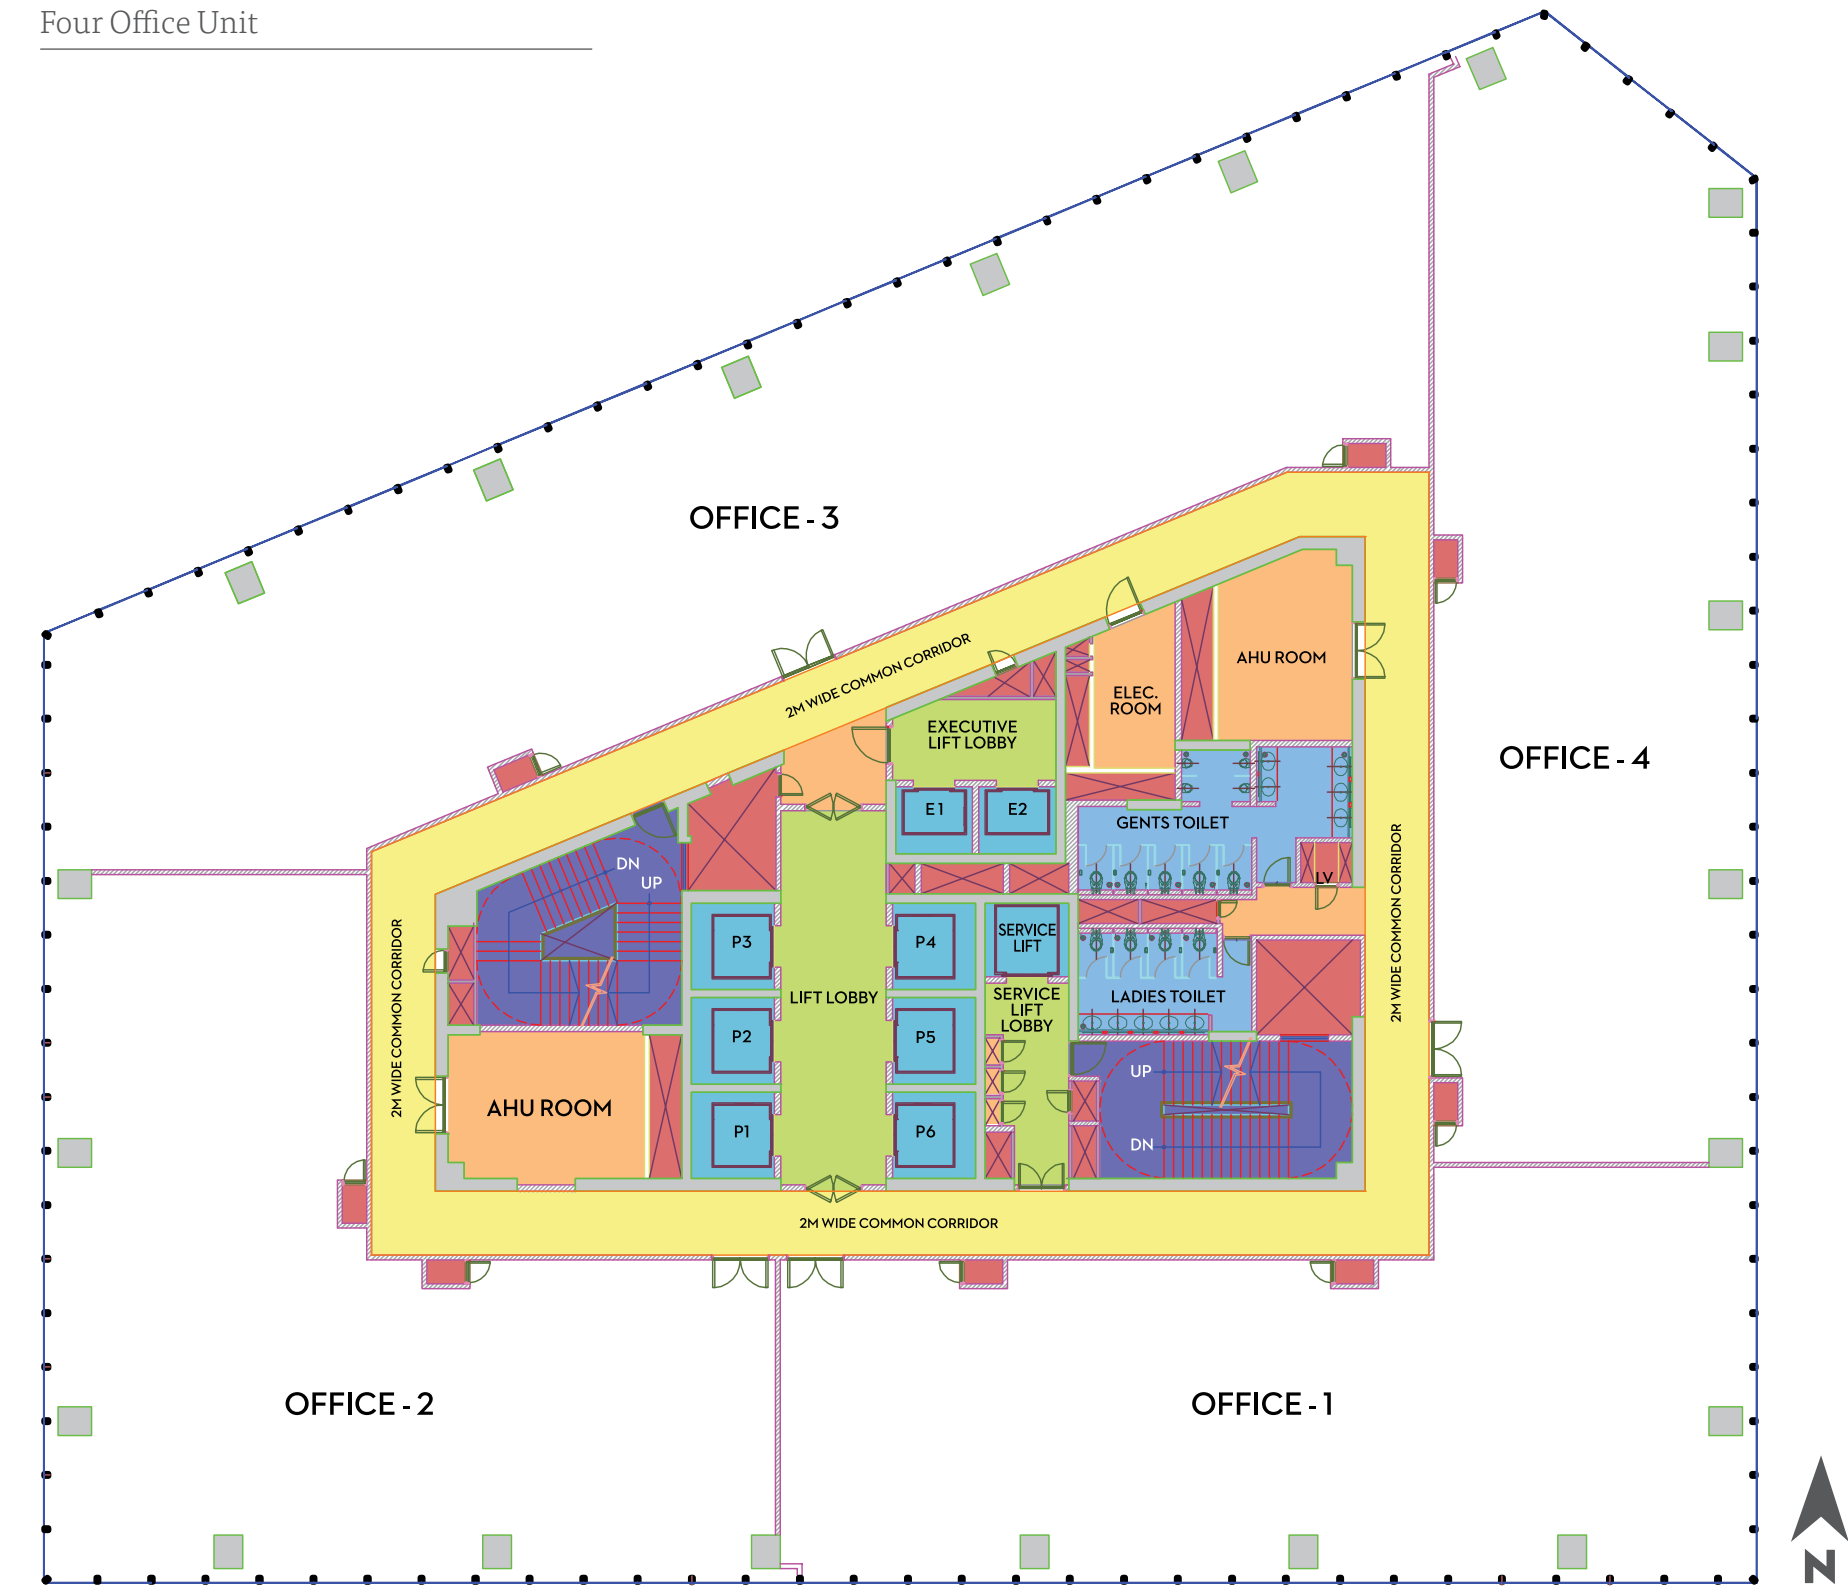 Four Office Unit
OFFICE - 3
2M WIDE COMMON CORRIDOR
AHU ROOM
ELEC.
ROOM
EXECUTIVE
LIFT LOBBY
OFFICE - 4
E1
E2
GENTS TOILET
DN
UP
LV
2M WIDE COMMON CORRIDOR
2M WIDE COMMON CORRIDOR
P3
P4
SERVICE
LIFT
LIFT LOBBY
SERVICE
LIFT
LOBBY
LADIES TOILET
P2
P5
UP
AHU ROOM
P1
P6
DN
2M WIDE COMMON CORRIDOR
OFFICE - 2
OFFICE - 1
N